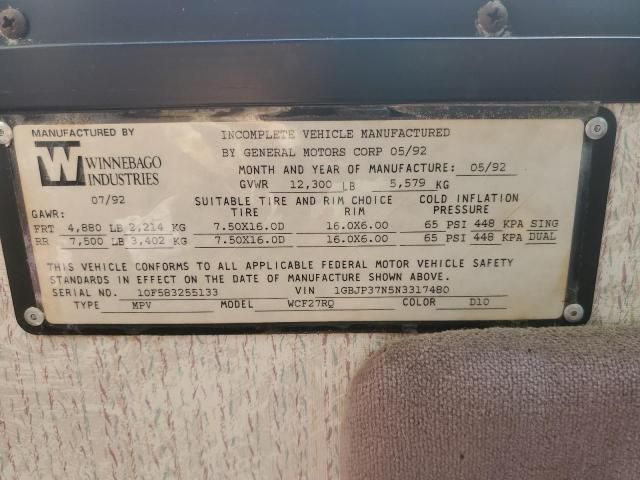 MANUFACTURED BY
INCOMPLETE VEHICLE MANUFACTURED
W WINNEBAGO
BY GENERAL MOTORS CORP 05/92
INDUSTRIES
MONTH AND YEAR OF MANUFACTURE: 05/92
GVWR 12,300 LB 5,579 KG
07/92
SUITABLE TIRE AND RIM CHOICE COLD INFLATION
GAWR: TIRE RIM PRESSURE
FRT 4,880 LB 2,214 KG 7.50X16.0D 16.0X6.00 65 PSI 448 KPA SING
RR 7,500 LB 3,402 KG 7.50X16.0D 16.0X6.00 65 PSI 448 KPA DUAL
THIS VEHICLE CONFORMS TO ALL APPLICABLE FEDERAL MOTOR VEHICLE SAFETY
STANDARDS IN EFFECT ON THE DATE OF MANUFACTURE SHOWN ABOVE.
SERIAL NO. 10F583255133 VIN 1GBJP37N5N3317480
TYPE MPV MODEL WCF27RQ COLOR D10